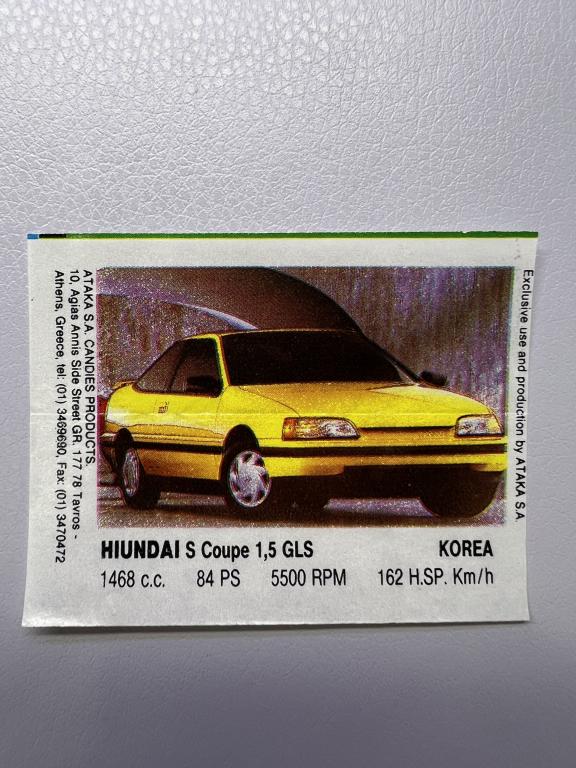 ATAKA S.A. CANDIES PRODUCTS.
10, Agias Annis Side Street GR. 177 78 Tavros -
Athens, Greece, tel: (01) 3469690, Fax: (01) 3470472
Exclusive use and production by ATAKA S.A.
HIUNDAI S Coupe 1,5 GLS KOREA
1468 c.c. 84 PS 5500 RPM 162 H.SP. Km/h